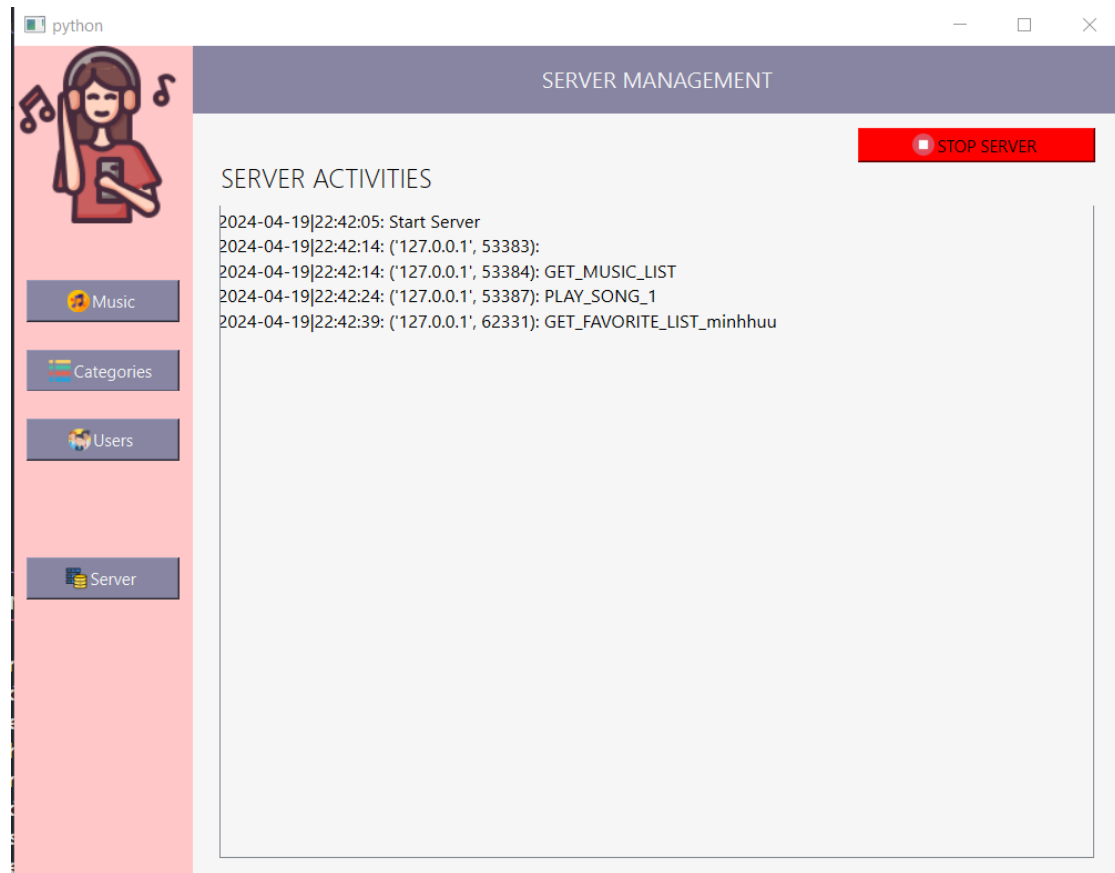 python
SERVER MANAGEMENT
STOP SERVER
SERVER ACTIVITIES
2024-04-19|22:42:05: Start Server
2024-04-19|22:42:14: ('127.0.0.1', 53383):
2024-04-19|22:42:14: ('127.0.0.1', 53384): GET_MUSIC_LIST
2024-04-19|22:42:24: ('127.0.0.1', 53387): PLAY_SONG_1
2024-04-19|22:42:39: ('127.0.0.1', 62331): GET_FAVORITE_LIST_minhhuu
Music
Categories
Users
Server